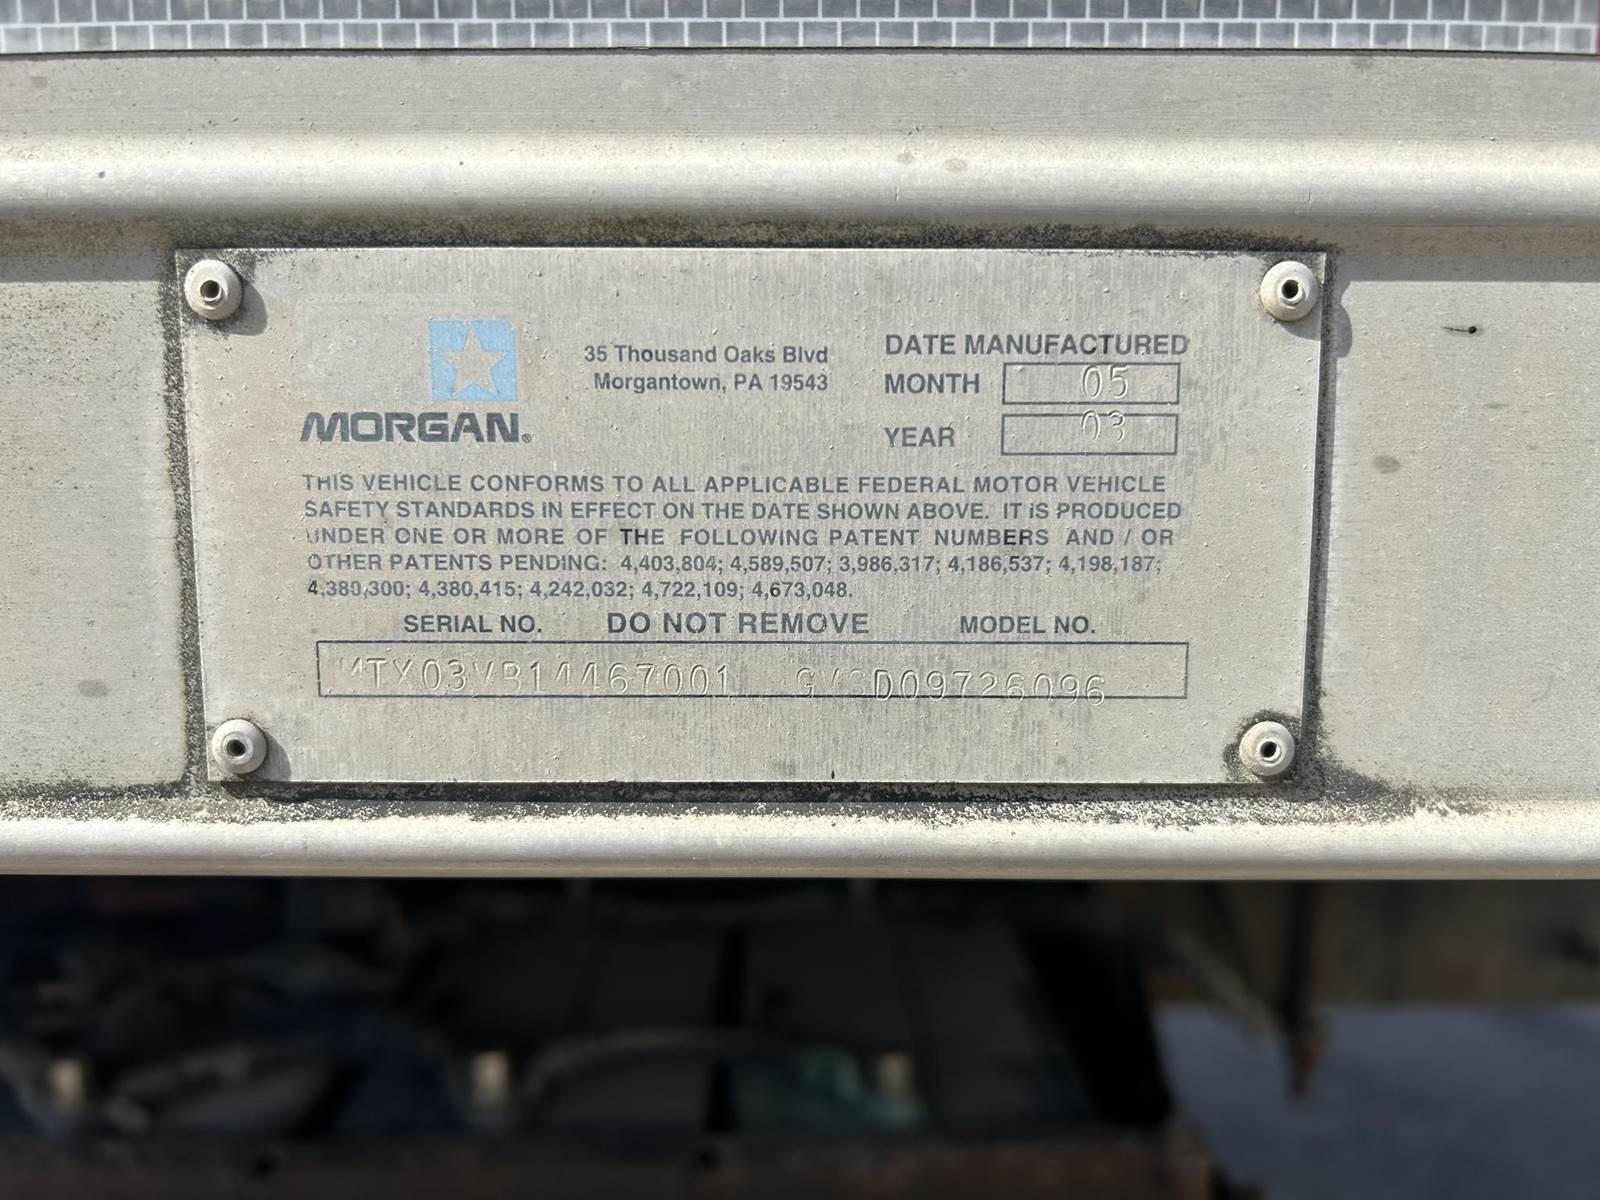 35 Thousand Oaks Blvd
Morgantown, PA 19543
MORGAN®
DATE MANUFACTURED
MONTH 05
YEAR 03
THIS VEHICLE CONFORMS TO ALL APPLICABLE FEDERAL MOTOR VEHICLE
SAFETY STANDARDS IN EFFECT ON THE DATE SHOWN ABOVE. IT IS PRODUCED
UNDER ONE OR MORE OF THE FOLLOWING PATENT NUMBERS AND / OR
OTHER PATENTS PENDING: 4,403,804; 4,589,507; 3,986,317; 4,186,537; 4,198,187;
4,380,300; 4,380,415; 4,242,032; 4,722,109; 4,673,048.
SERIAL NO. DO NOT REMOVE MODEL NO.